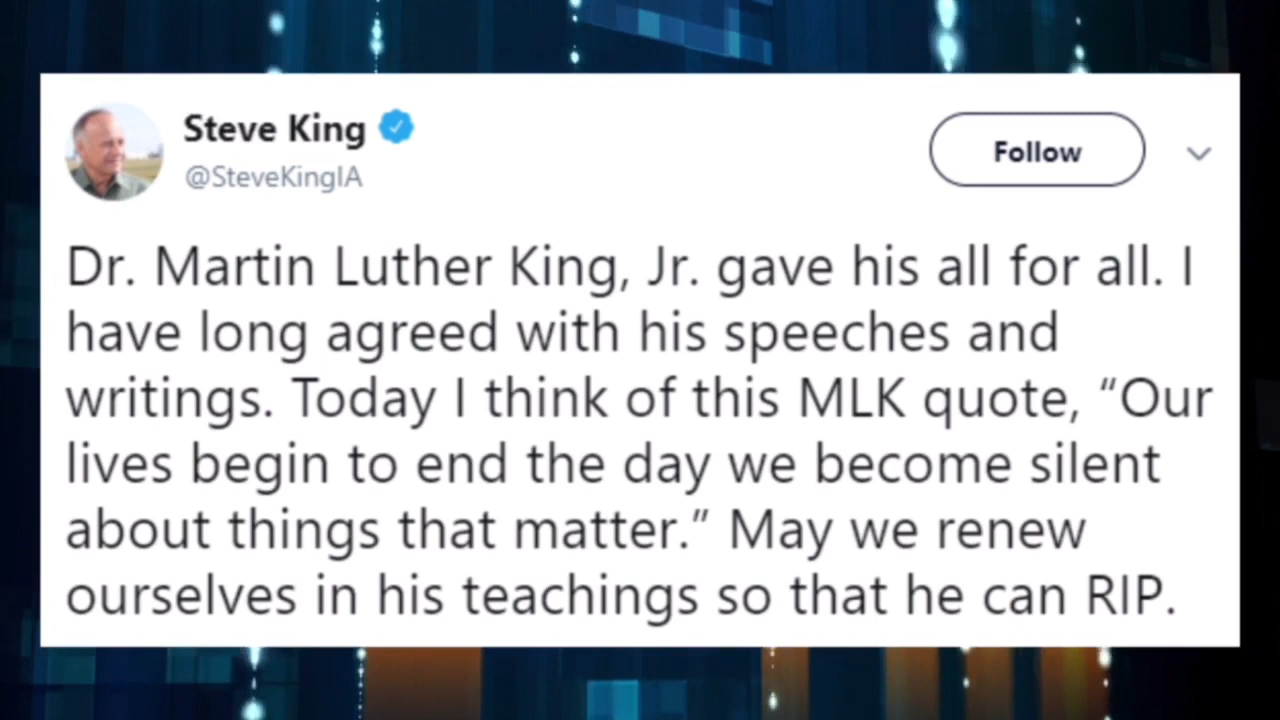 Steve King
@SteveKingIA
Follow
Dr. Martin Luther King, Jr. gave his all for all. I
have long agreed with his speeches and
writings. Today I think of this MLK quote, “Our
lives begin to end the day we become silent
about things that matter.” May we renew
ourselves in his teachings so that he can RIP.